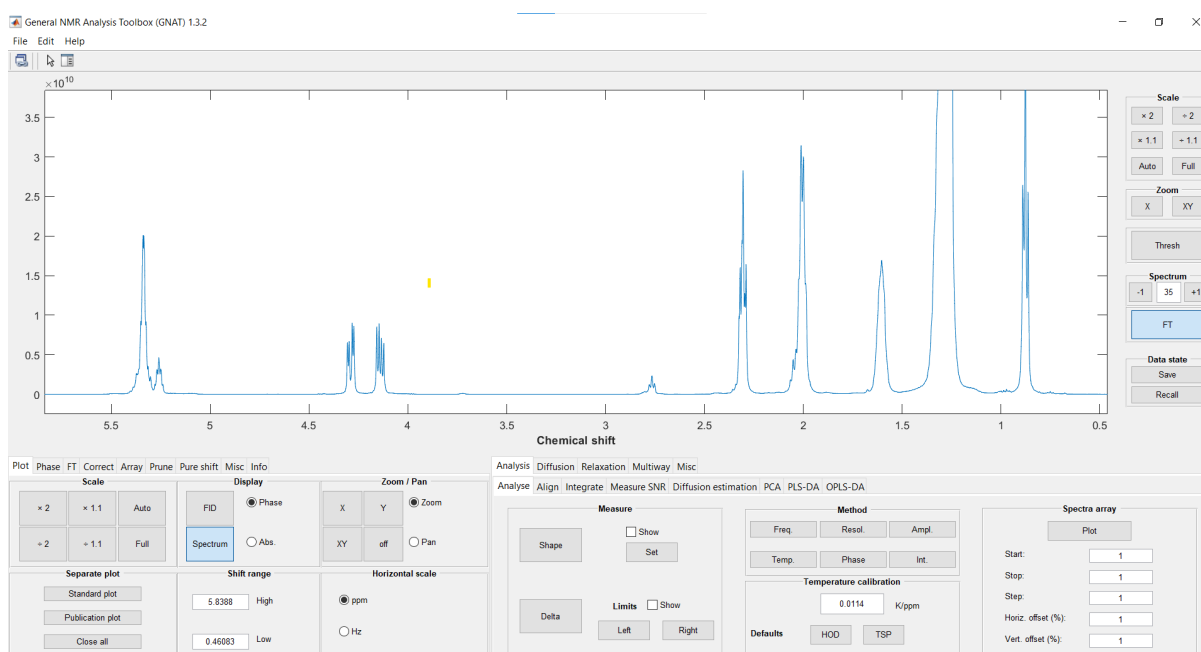 General NMR Analysis Toolbox (GNAT) 1.3.2
File Edit Help
×10^10
3.5
3
2.5
2
1.5
1
0.5
0
5.5 5 4.5 4 3.5 3 2.5 2 1.5 1 0.5
Chemical shift
Scale
× 2 ÷ 2
× 1.1 ÷ 1.1
Auto Full
Zoom
X XY
Thresh
Spectrum
-1 35 +1
FT
Data state
Save
Recall
Plot Phase FT Correct Array Prune Pure shift Misc Info
Scale
× 2 × 1.1 Auto
÷ 2 ÷ 1.1 Full
Display
FID Phase
Spectrum Abs.
Zoom / Pan
X Y Zoom
XY off Pan
Separate plot
Standard plot
Publication plot
Close all
Shift range
5.8388 High
0.46083 Low
Horizontal scale
ppm
Hz
Analysis Diffusion Relaxation Multiway Misc
Analyse Align Integrate Measure SNR Diffusion estimation PCA PLS-DA OPLS-DA
Measure
Shape Show
Set
Delta Limits Show
Left Right
Method
Freq. Resol. Ampl.
Temp. Phase Int.
Temperature calibration
0.0114 K/ppm
Defaults HOD TSP
Spectra array
Plot
Start: 1
Stop: 1
Step: 1
Horiz. offset (%): 1
Vert. offset (%): 1